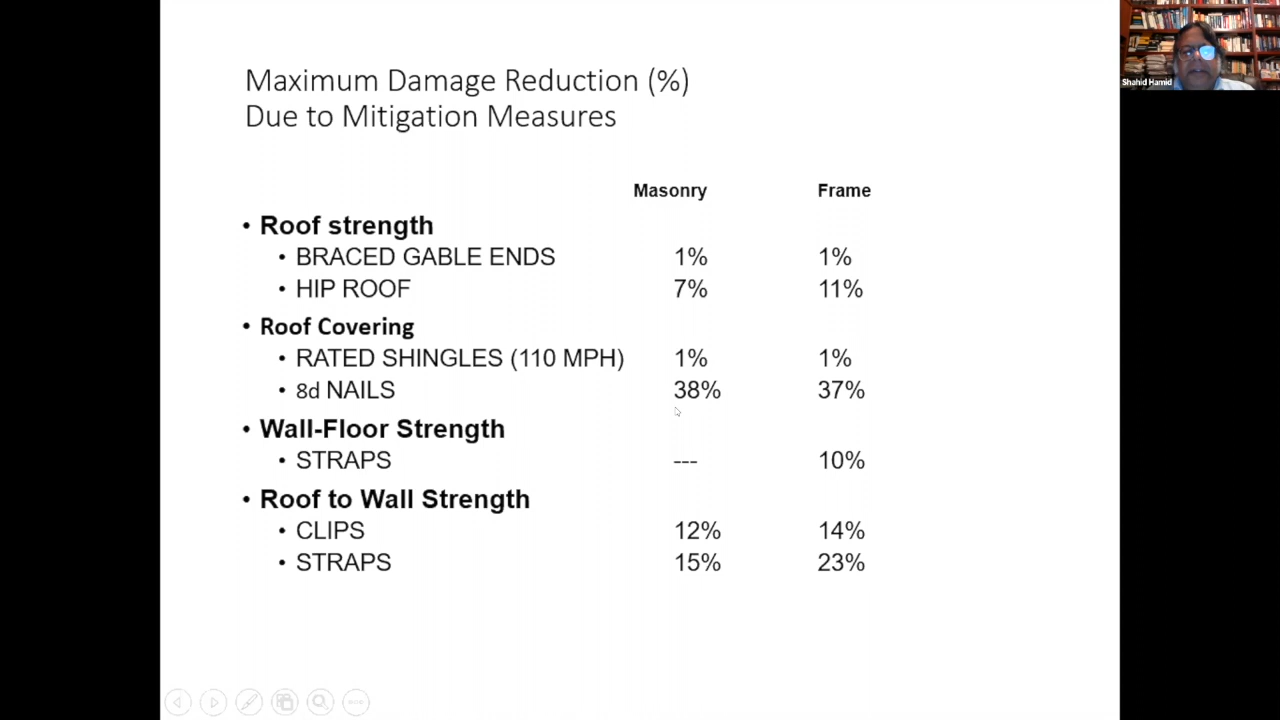 Maximum Damage Reduction (%)
Due to Mitigation Measures
Shahid Hamid
Masonry Frame
• Roof strength
• BRACED GABLE ENDS 1% 1%
• HIP ROOF 7% 11%
• Roof Covering
• RATED SHINGLES (110 MPH) 1% 1%
• 8d NAILS 38% 37%
• Wall-Floor Strength
• STRAPS --- 10%
• Roof to Wall Strength
• CLIPS 12% 14%
• STRAPS 15% 23%